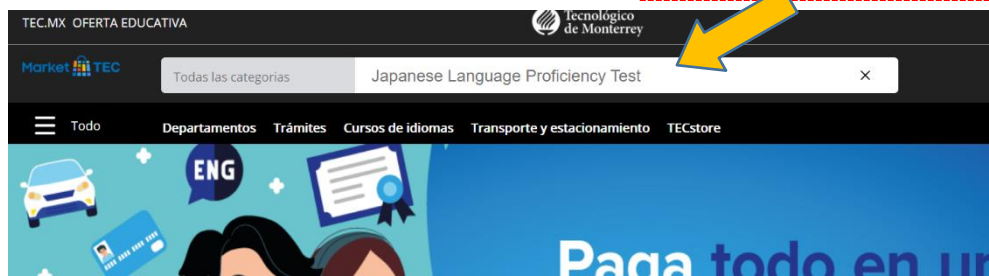 TEC.MX OFERTA EDUCATIVA
Tecnológico
de Monterrey
Market TEC
Todas las categorias
Japanese Language Proficiency Test
×
Todo
Departamentos Trámites Cursos de idiomas Transporte y estacionamiento TECstore
ENG
Paga todo en un